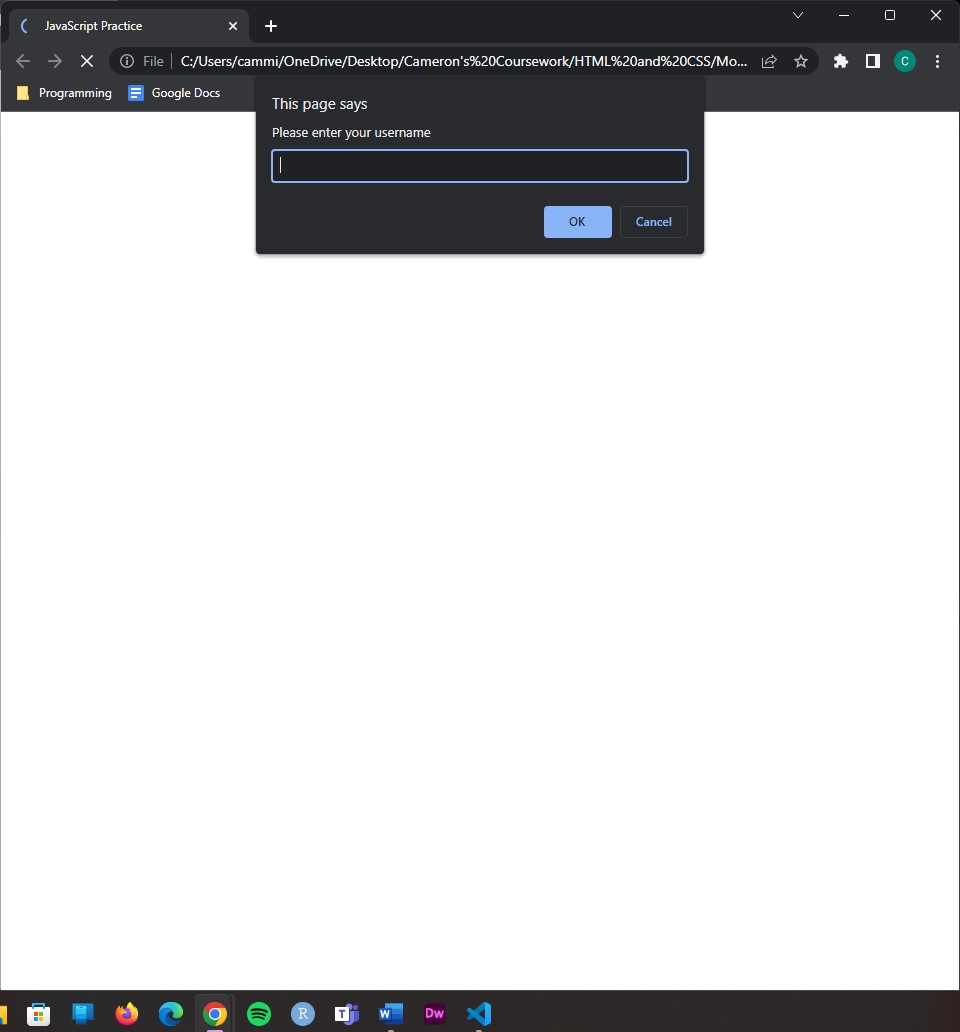 JavaScript Practice
File
C:/Users/cammi/OneDrive/Desktop/Cameron's%20Coursework/HTML%20and%20CSS/Mo...
C
Programming
Google Docs
This page says
Please enter your username
OK
Cancel
R
T
W
Dw